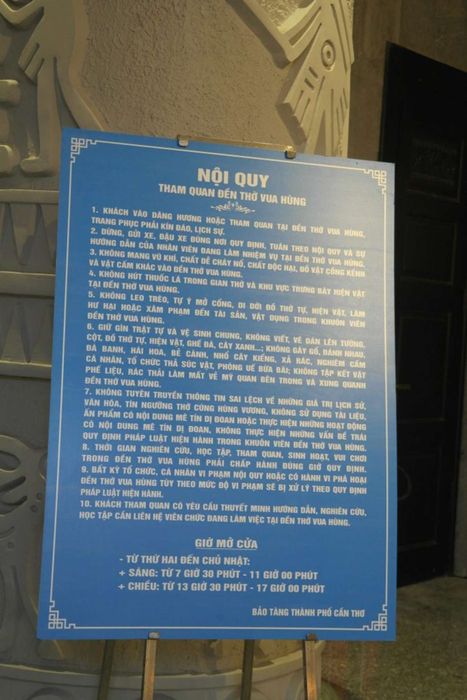 NỘI QUY
THAM QUAN ĐỀN THỜ VUA HÙNG
1. KHÁCH VÀO DÂNG HƯƠNG HOẶC THAM QUAN TẠI ĐỀN THỜ VUA HÙNG,
TRANG PHỤC PHẢI KÍN ĐÁO, LỊCH SỰ.
2. DỪNG, GỬI XE, ĐẬU XE ĐÚNG NƠI QUY ĐỊNH, TUÂN THEO NỘI QUY VÀ SỰ
HƯỚNG DẪN CỦA NHÂN VIÊN ĐANG LÀM NHIỆM VỤ TẠI ĐỀN THỜ VUA HÙNG.
3. KHÔNG MANG VŨ KHÍ, CHẤT DỄ CHÁY NỔ, CHẤT ĐỘC HẠI, ĐỒ VẬT CỒNG KỀNH
VÀ VẬT CẤM KHÁC VÀO ĐỀN THỜ VUA HÙNG.
4. KHÔNG HÚT THUỐC LÁ TRONG GIAN THỜ VÀ KHU VỰC TRƯNG BÀY HIỆN VẬT
TẠI ĐỀN THỜ VUA HÙNG.
5. KHÔNG LEO TRÈO, TỰ Ý MỞ CỔNG, DI DỜI ĐỒ THỜ TỰ, HIỆN VẬT, LÀM
HƯ HẠI HOẶC XÂM PHẠM ĐẾN TÀI SẢN, VẬT DỤNG TRONG KHUÔN VIÊN
ĐỀN THỜ VUA HÙNG.
6. GIỮ GÌN TRẬT TỰ VÀ VỆ SINH CHUNG, KHÔNG VIẾT, VẼ DÁN LÊN TƯỜNG,
CỘT, ĐỒ THỜ TỰ, HIỆN VẬT, GHẾ ĐÁ, CÂY XANH...; KHÔNG GÂY GỔ, ĐÁNH NHAU,
ĐÁ BANH, HÁI HOA, BẺ CÀNH, NHỔ CÂY KIỂNG, XẢ RÁC, NGHIÊM CẤM
CÁ NHÂN, TỔ CHỨC THẢ SÚC VẬT, PHÓNG UẾ BỪA BÃI; KHÔNG TẬP KẾT VẬT
PHẾ LIỆU, RÁC THẢI LÀM MẤT VẺ MỸ QUAN BÊN TRONG VÀ XUNG QUANH
ĐỀN THỜ VUA HÙNG.
7. KHÔNG TUYÊN TRUYỀN THÔNG TIN SAI LỆCH VỀ NHỮNG GIÁ TRỊ LỊCH SỬ,
VĂN HÓA, TÍN NGƯỠNG THỜ CÚNG HÙNG VƯƠNG, KHÔNG SỬ DỤNG TÀI LIỆU,
ẤN PHẨM CÓ NỘI DUNG MÊ TÍN DỊ ĐOAN HOẶC THỰC HIỆN NHỮNG HOẠT ĐỘNG
CÓ NỘI DUNG MÊ TÍN DỊ ĐOAN, KHÔNG THỰC HIỆN NHỮNG VẤN ĐỀ TRÁI
QUY ĐỊNH PHÁP LUẬT HIỆN HÀNH TRONG KHUÔN VIÊN ĐỀN THỜ VUA HÙNG.
8. THỜI GIAN NGHIÊN CỨU, HỌC TẬP, THAM QUAN, SINH HOẠT, VUI CHƠI
TRONG ĐỀN THỜ VUA HÙNG PHẢI CHẤP HÀNH ĐÚNG GIỜ QUY ĐỊNH.
9. BẤT KỲ TỔ CHỨC, CÁ NHÂN VI PHẠM NỘI QUY HOẶC CÓ HÀNH VI PHÁ HOẠI
ĐỀN THỜ VUA HÙNG TÙY THEO MỨC ĐỘ VI PHẠM SẼ BỊ XỬ LÝ THEO QUY ĐỊNH
PHÁP LUẬT HIỆN HÀNH.
10. KHÁCH THAM QUAN CÓ YÊU CẦU THUYẾT MINH HƯỚNG DẪN, NGHIÊN CỨU,
HỌC TẬP CẦN LIÊN HỆ VIÊN CHỨC ĐANG LÀM VIỆC TẠI ĐỀN THỜ VUA HÙNG.
GIỜ MỞ CỬA
- TỪ THỨ HAI ĐẾN CHỦ NHẬT:
+ SÁNG: TỪ 7 GIỜ 30 PHÚT - 11 GIỜ 00 PHÚT
+ CHIỀU: TỪ 13 GIỜ 30 PHÚT - 17 GIỜ 00 PHÚT
BẢO TÀNG THÀNH PHỐ CẦN THƠ